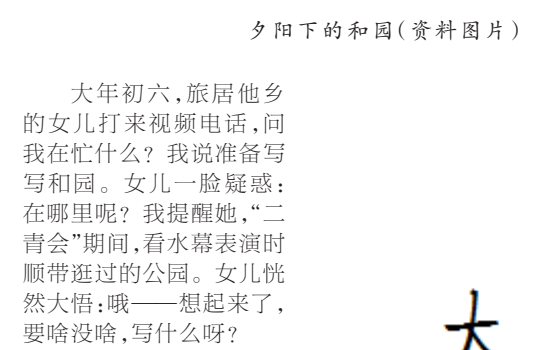 夕阳下的和园(资料图片)
大年初六,旅居他乡
的女儿打来视频电话,问
我在忙什么？我说准备写
写和园。女儿一脸疑惑:
在哪里呢？我提醒她,“二
青会”期间,看水幕表演时
顺带逛过的公园。女儿恍
然大悟:哦——想起来了,
要啥没啥,写什么呀？